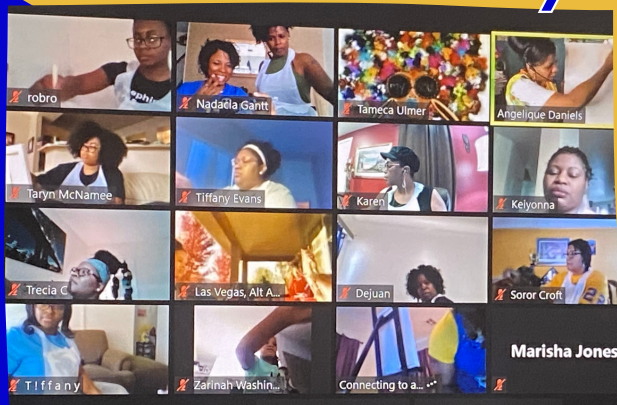 robro
phi
Nadacia Gantt
Tameca Ulmer
Angelique Daniels
Taryn McNamee
Tiffany Evans
Karen
Keiyonna
Trecia C
Las Vegas, Alt A...
Dejuan
Soror Croft
T!ffany
Zarinah Washin...
Connecting to a... •••
Marisha Jones